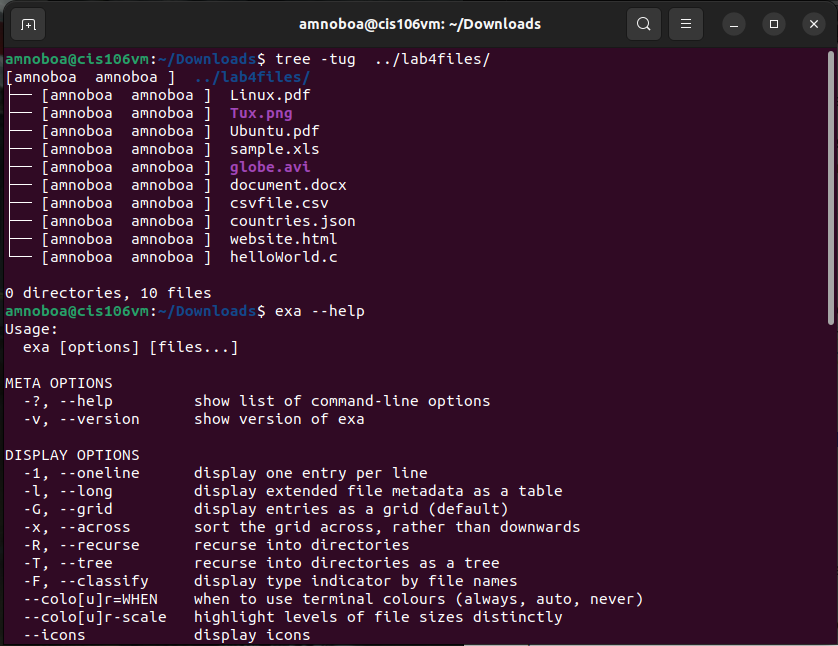 amnoboa@cis106vm: ~/Downloads
amnoboa@cis106vm:~/Downloads$ tree -tug  ../lab4files/
[amnoboa  amnoboa ]  ../lab4files/
├── [amnoboa  amnoboa ]  Linux.pdf
├── [amnoboa  amnoboa ]  Tux.png
├── [amnoboa  amnoboa ]  Ubuntu.pdf
├── [amnoboa  amnoboa ]  sample.xls
├── [amnoboa  amnoboa ]  globe.avi
├── [amnoboa  amnoboa ]  document.docx
├── [amnoboa  amnoboa ]  csvfile.csv
├── [amnoboa  amnoboa ]  countries.json
├── [amnoboa  amnoboa ]  website.html
└── [amnoboa  amnoboa ]  helloWorld.c
0 directories, 10 files
amnoboa@cis106vm:~/Downloads$ exa --help
Usage:
  exa [options] [files...]
META OPTIONS
  -?, --help         show list of command-line options
  -v, --version      show version of exa
DISPLAY OPTIONS
  -1, --oneline      display one entry per line
  -l, --long         display extended file metadata as a table
  -G, --grid         display entries as a grid (default)
  -x, --across       sort the grid across, rather than downwards
  -R, --recurse      recurse into directories
  -T, --tree         recurse into directories as a tree
  -F, --classify     display type indicator by file names
  --colo[u]r=WHEN    when to use terminal colours (always, auto, never)
  --colo[u]r-scale   highlight levels of file sizes distinctly
  --icons            display icons